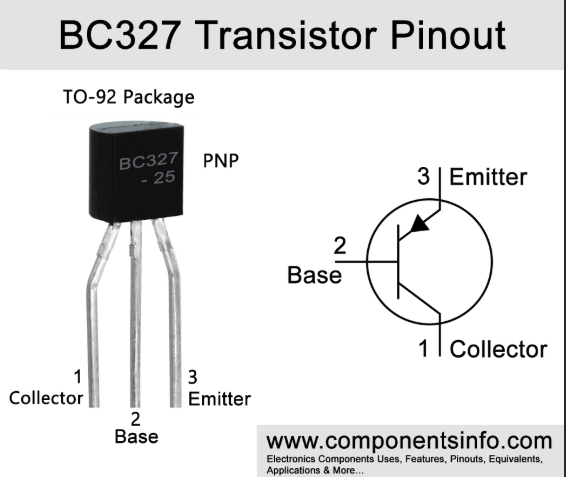 BC327 Transistor Pinout
TO-92 Package
BC327
- 25
PNP
3 Emitter
2
Base
1 Collector
1
Collector
2
Base
3
Emitter
www.componentsinfo.com
Electronics Components Uses, Features, Pinouts, Equivalents,
Applications & More...